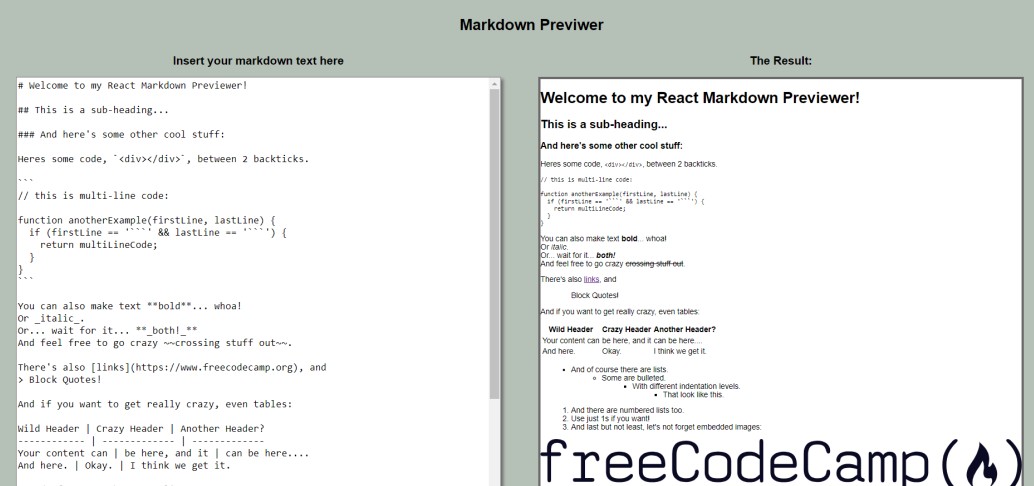 Markdown Previwer
Insert your markdown text here
# Welcome to my React Markdown Previewer!
## This is a sub-heading...
### And here's some other cool stuff:
Heres some code, `<div></div>`, between 2 backticks.
```
// this is multi-line code:
function anotherExample(firstLine, lastLine) {
if (firstLine == '```' && lastLine == '```') {
return multiLineCode;
}
}
```
You can also make text **bold**... whoa!
Or _italic_.
Or... wait for it... **_both!_**
And feel free to go crazy ~~crossing stuff out~~.
There's also [links](https://www.freecodecamp.org), and
> Block Quotes!
And if you want to get really crazy, even tables:
Wild Header | Crazy Header | Another Header?
------------ | ------------- | -------------
Your content can | be here, and it | can be here....
And here. | Okay. | I think we get it.
The Result:
Welcome to my React Markdown Previewer!
This is a sub-heading...
And here's some other cool stuff:
Heres some code, <div></div>, between 2 backticks.
// this is multi-line code:
function anotherExample(firstLine, lastLine) {
if (firstLine == '```' && lastLine == '```') {
return multiLineCode;
}
}
You can also make text bold... whoa!
Or italic.
Or... wait for it... both!
And feel free to go crazy crossing stuff out.
There's also links, and
Block Quotes!
And if you want to get really crazy, even tables:
Wild Header Crazy Header Another Header?
Your content can be here, and it can be here....
And here. Okay. I think we get it.
And of course there are lists.
Some are bulleted.
With different indentation levels.
That look like this.
1. And there are numbered lists too.
2. Use just 1s if you want!
3. And last but not least, let's not forget embedded images:
freeCodeCamp